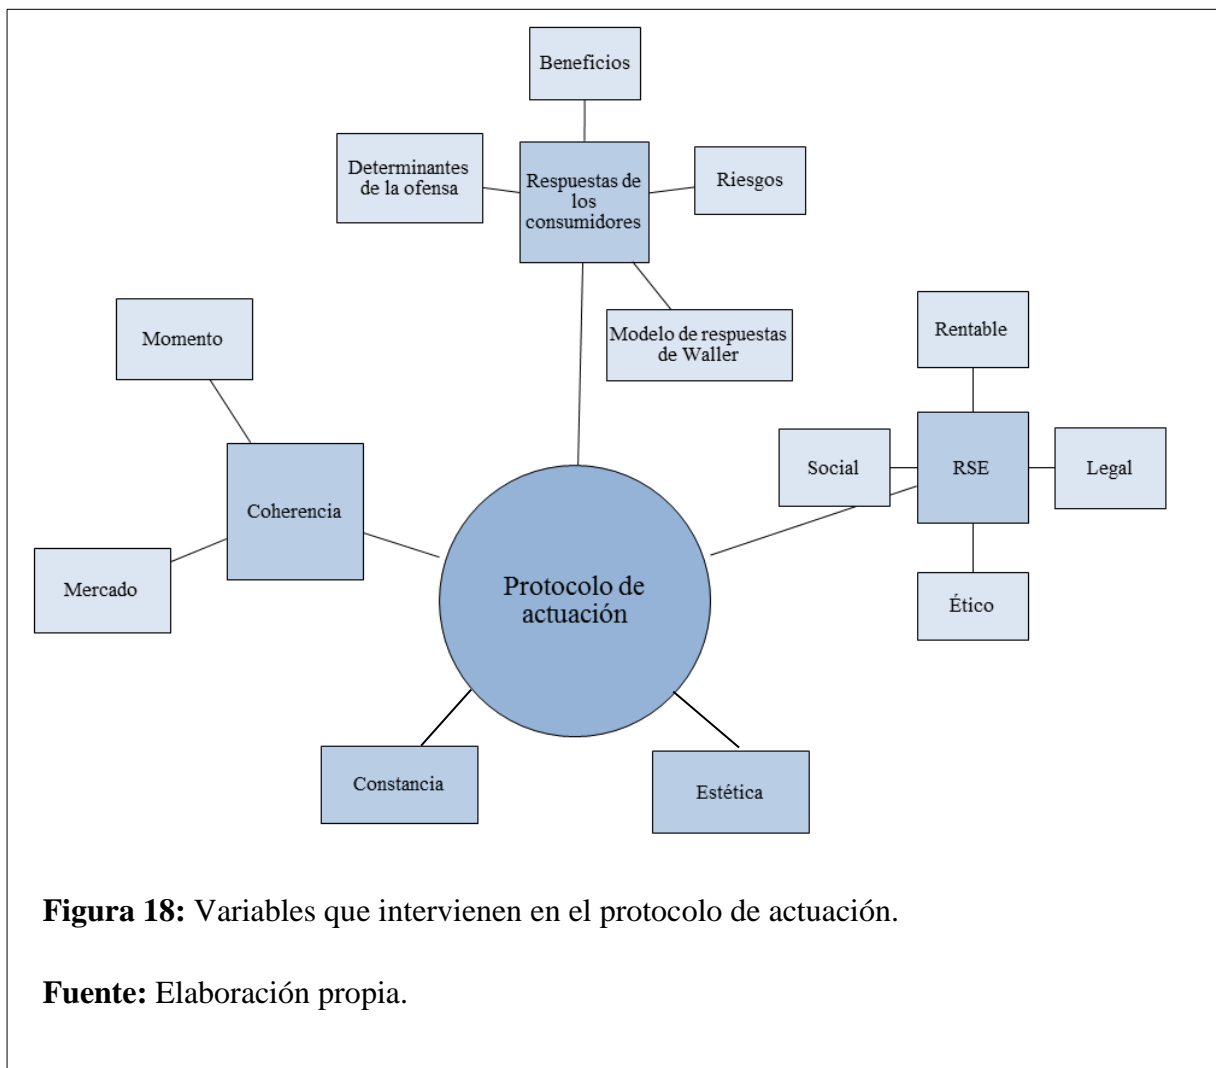 Beneficios
Determinantes
de la ofensa
Respuestas de
los
consumidores
Riesgos
Modelo de respuestas
de Waller
Momento
Coherencia
Mercado
Rentable
Social
RSE
Legal
Ético
Protocolo de
actuación
Constancia
Estética
Figura 18: Variables que intervienen en el protocolo de actuación.
Fuente: Elaboración propia.